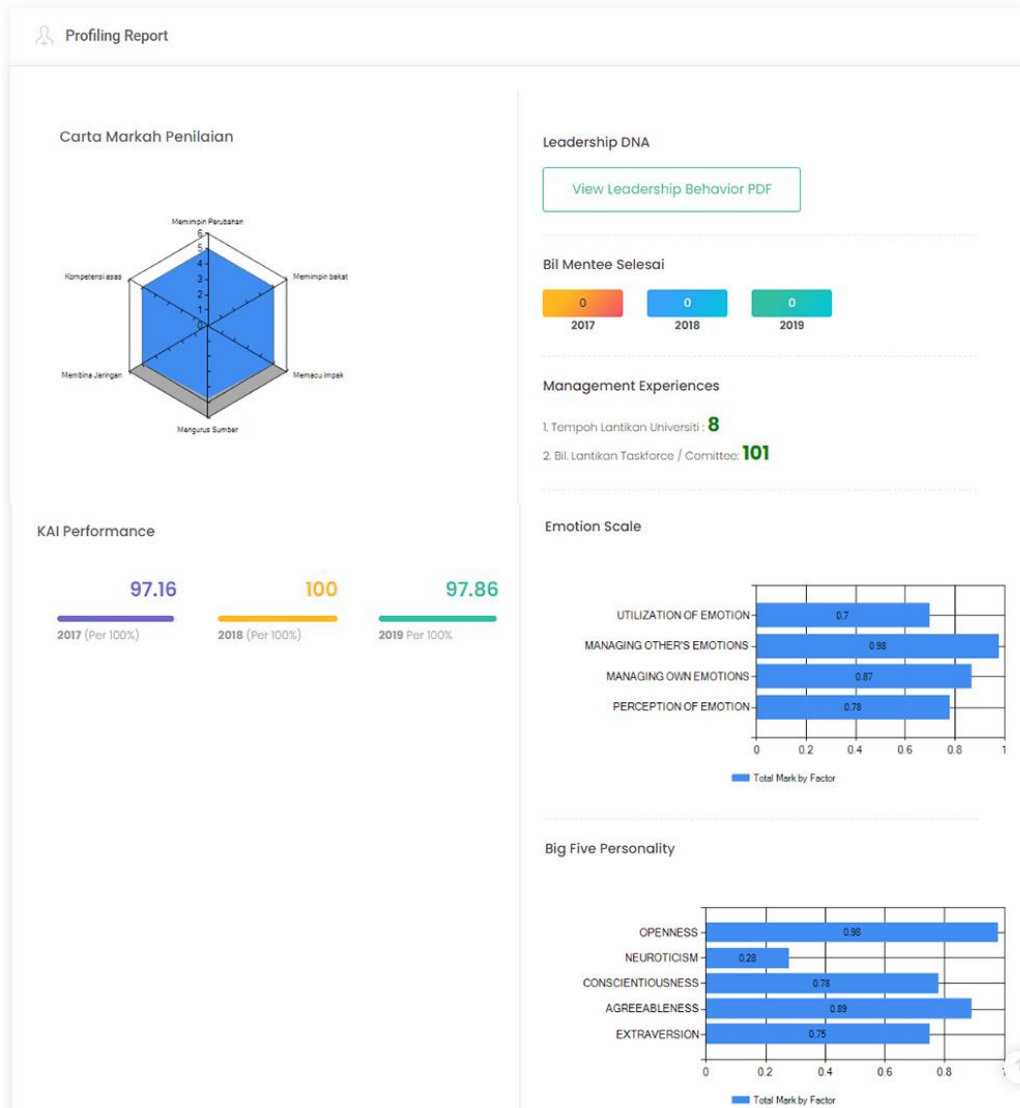 Profiling Report
Carta Markah Penilaian
Memimpin Perubahan
6
5
4
3
2
1
0
Kompetensi asas
Memimpin bakat
Membina Jaringan
Memacu impak
Mengurus Sumber
Leadership DNA
View Leadership Behavior PDF
Bil Mentee Selesai
0 0 0
2017 2018 2019
Management Experiences
1. Tempoh Lantikan Universiti : 8
2. Bil. Lantikan Taskforce / Comittee: 101
KAI Performance
97.16 100 97.86
2017 (Per 100%) 2018 (Per 100%) 2019 Per 100%
Emotion Scale
UTILIZATION OF EMOTION 0.7
MANAGING OTHER'S EMOTIONS 0.98
MANAGING OWN EMOTIONS 0.87
PERCEPTION OF EMOTION 0.78
0 0.2 0.4 0.6 0.8 1
Total Mark by Factor
Big Five Personality
OPENNESS 0.98
NEUROTICISM 0.28
CONSCIENTIOUSNESS 0.78
AGREEABLENESS 0.89
EXTRAVERSION 0.75
0 0.2 0.4 0.6 0.8 1
Total Mark by Factor